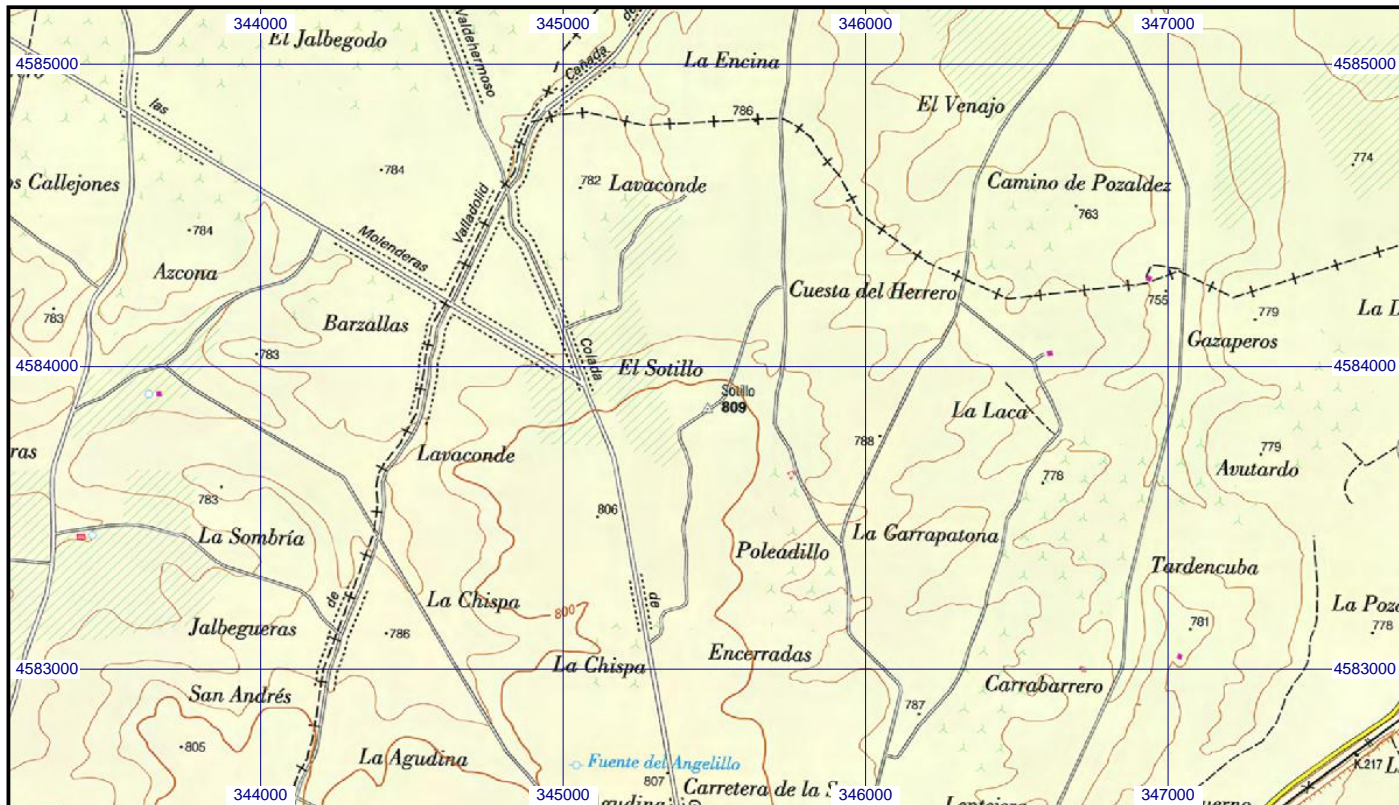 344000 345000 346000 347000
El Jalbegodo
Valdehermoso
de
Cañada
La Encina
4585000 4585000
las
786
El Venajo
774
784
782
Lavaconde
os Callejones
Camino de Pozaldez
763
Valladolid
784
Molenderas
Azcona
Cuesta del Herrero
755
783
779
La
Barzallas
Gazaperos
783
Colada
4584000 4584000
El Sotillo
Sotillo
809
La Laca
788
779
ras
Lavaconde
778
Avutardo
783
806
La Sombría
Poleadillo
La Garrapatona
Tardencuba
de
La Chispa
800
de
La Poz
781
778
Jalbegueras
786
La Chispa
Encerradas
4583000 4583000
San Andrés
Carrabarrero
787
805
La Agudina
Fuente del Angelillo
807
K.217
Carretera de la S
gudina
344000 345000 346000 347000
uerno